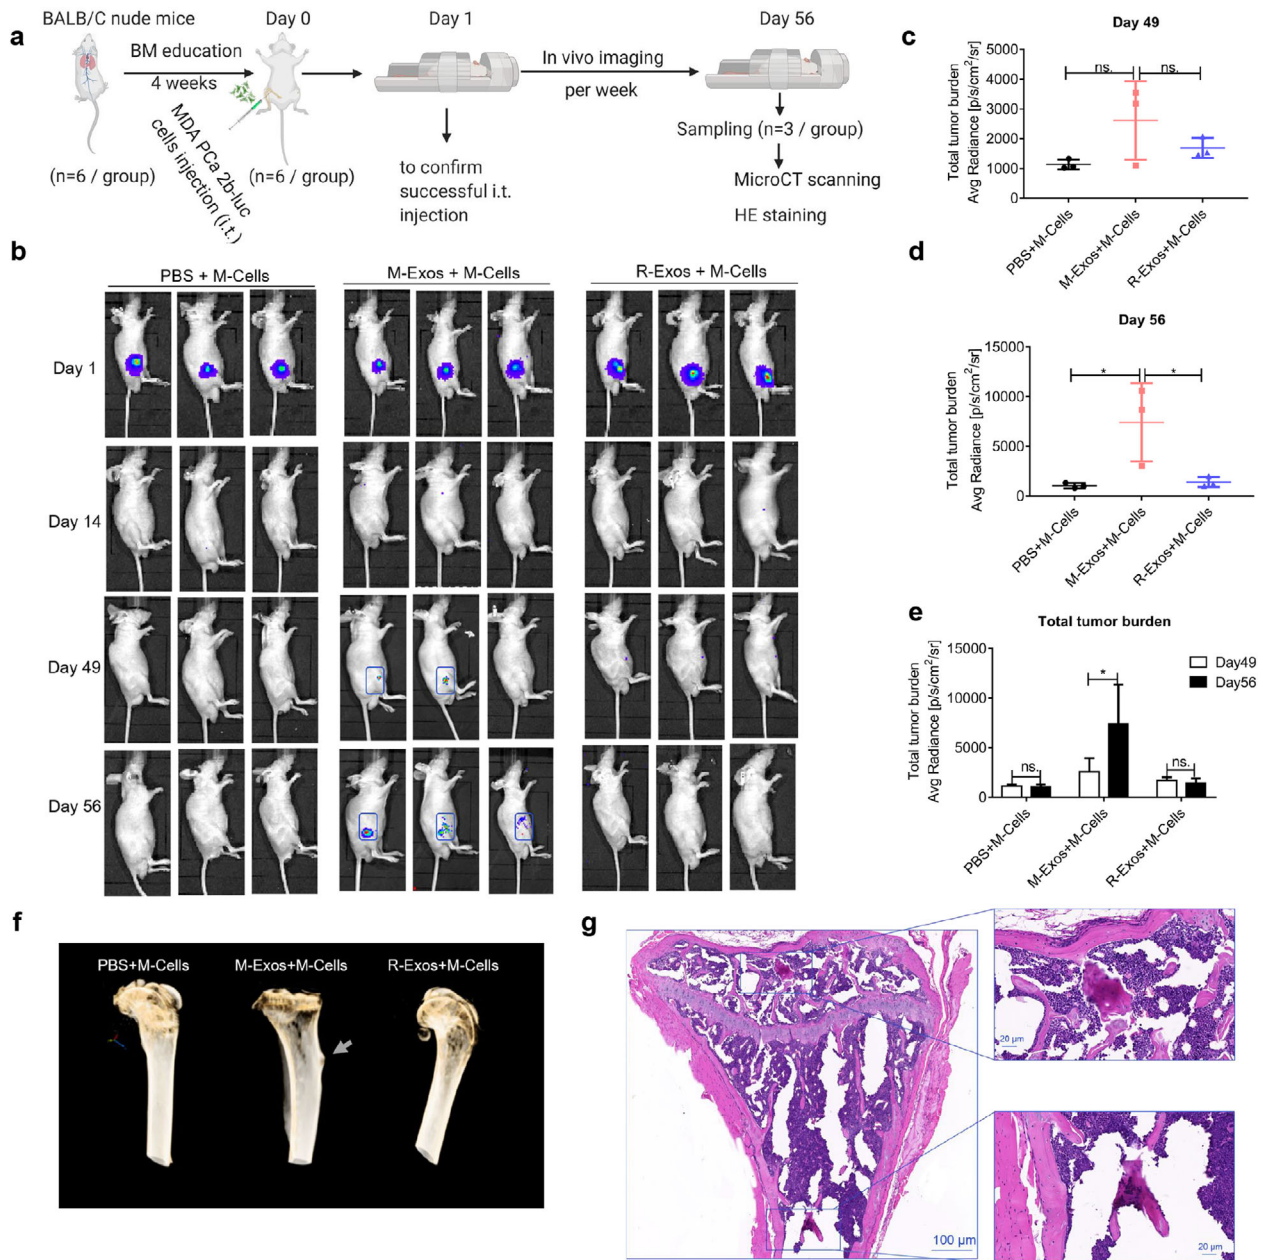 a
BALB/C nude mice
Day 0
Day 1
Day 56
BM education
4 weeks
MDA PCa 2b-luc
cells injection (i.t.)
(n=6 / group)
(n=6 / group)
to confirm
successful i.t.
injection
In vivo imaging
per week
Sampling (n=3 / group)
MicroCT scanning
HE staining
b
PBS + M-Cells
M-Exos + M-Cells
R-Exos + M-Cells
Day 1
Day 14
Day 49
Day 56
c
Day 49
Total tumor burden
Avg Radiance [p/s/cm²/sr]
5000
4000
3000
2000
1000
0
ns.
ns.
PBS+M-Cells
M-Exos+M-Cells
R-Exos+M-Cells
d
Day 56
Total tumor burden
Avg Radiance [p/s/cm²/sr]
15000
10000
5000
0
*
*
PBS+M-Cells
M-Exos+M-Cells
R-Exos+M-Cells
e
Total tumor burden
Total tumor burden
Avg Radiance [p/s/cm²/sr]
15000
10000
5000
0
Day49
Day56
ns.
*
ns.
PBS+M-Cells
M-Exos+M-Cells
R-Exos+M-Cells
f
PBS+M-Cells
M-Exos+M-Cells
R-Exos+M-Cells
g
100 µm
20 µm
20 µm